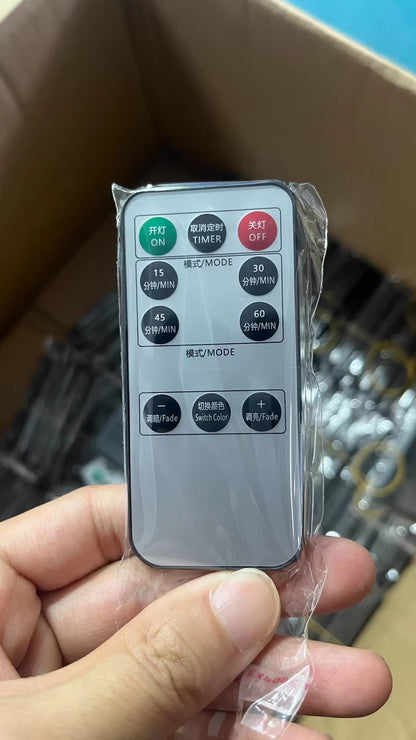 开灯
ON
取消定时
TIMER
关灯
OFF
模式/MODE
15
分钟/MIN
30
分钟/MIN
45
分钟/MIN
60
分钟/MIN
模式/MODE
−
调暗/Fade
切换颜色
Switch Color
+
调亮/Fade